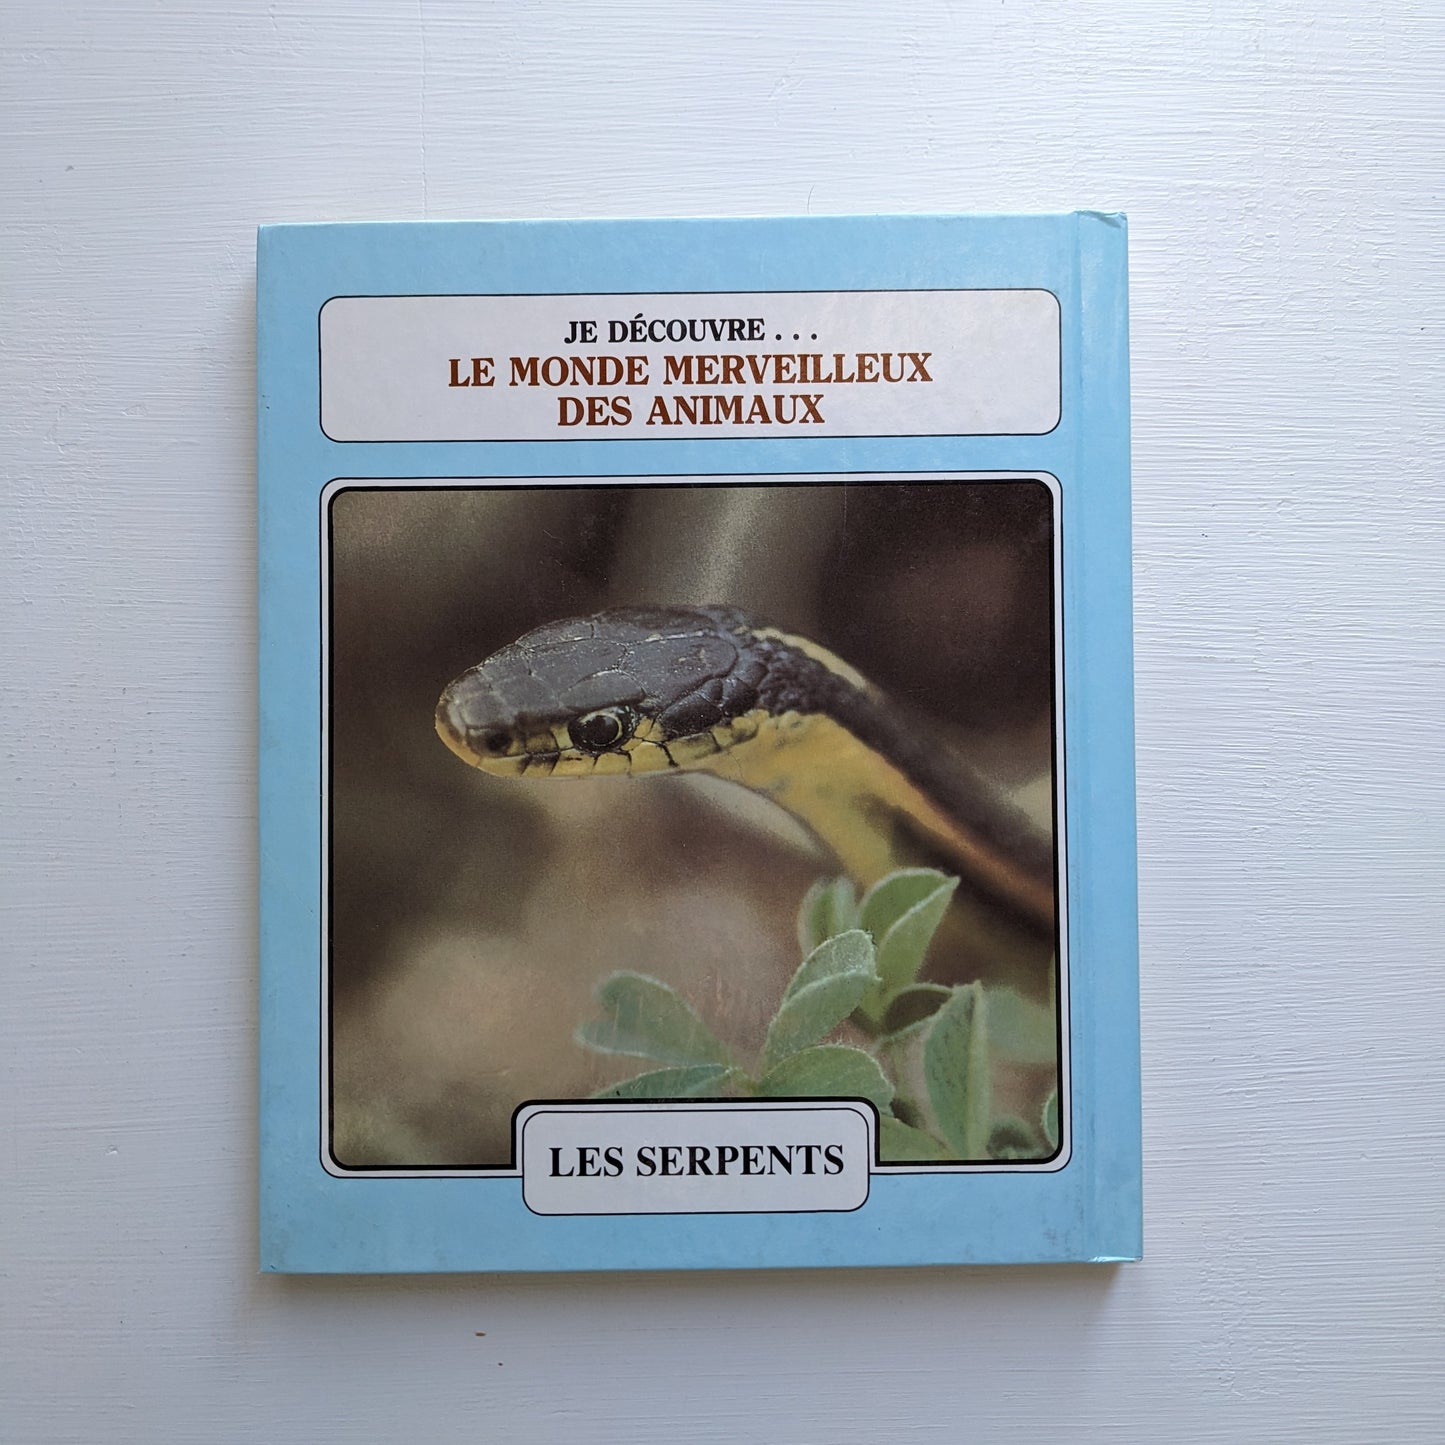 JE DÉCOUVRE . . .
LE MONDE MERVEILLEUX
DES ANIMAUX
LES SERPENTS